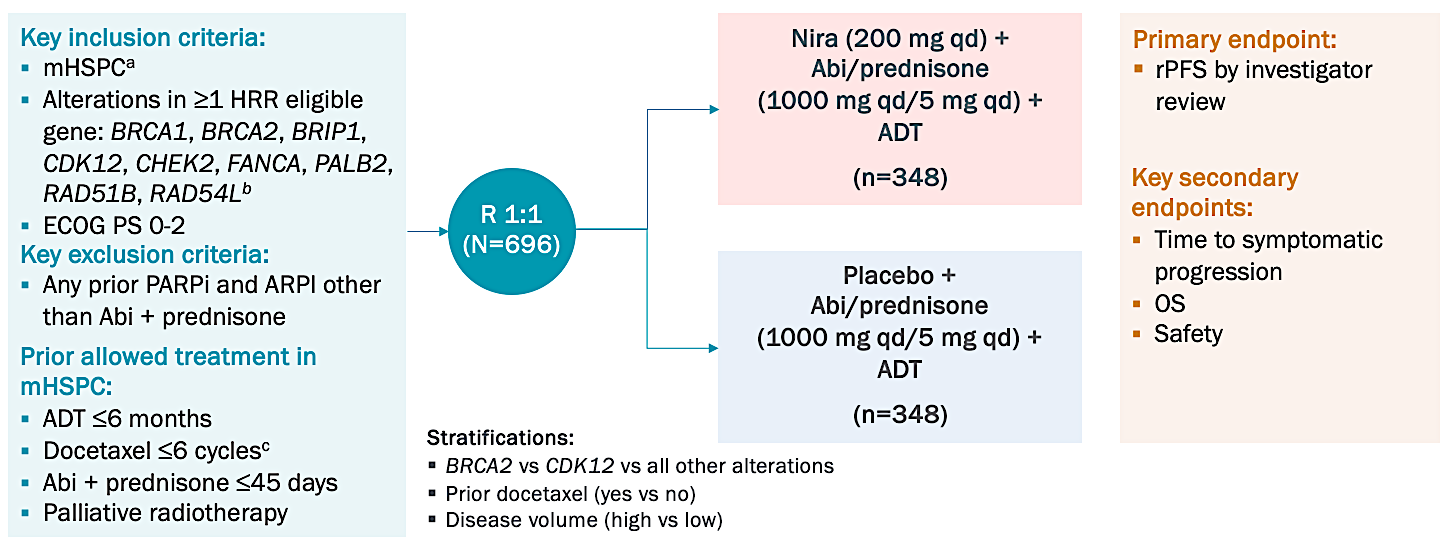 Key inclusion criteria:
▪ mHSPCᵃ
▪ Alterations in ≥1 HRR eligible
gene: BRCA1, BRCA2, BRIP1,
CDK12, CHEK2, FANCA, PALB2,
RAD51B, RAD54Lᵇ
▪ ECOG PS 0-2
Key exclusion criteria:
▪ Any prior PARPi and ARPI other
than Abi + prednisone
Prior allowed treatment in
mHSPC:
▪ ADT ≤6 months
▪ Docetaxel ≤6 cyclesᶜ
▪ Abi + prednisone ≤45 days
▪ Palliative radiotherapy
R 1:1
(N=696)
Nira (200 mg qd) +
Abi/prednisone
(1000 mg qd/5 mg qd) +
ADT
(n=348)
Placebo +
Abi/prednisone
(1000 mg qd/5 mg qd) +
ADT
(n=348)
Stratifications:
▪ BRCA2 vs CDK12 vs all other alterations
▪ Prior docetaxel (yes vs no)
▪ Disease volume (high vs low)
Primary endpoint:
▪ rPFS by investigator
review
Key secondary
endpoints:
▪ Time to symptomatic
progression
▪ OS
▪ Safety